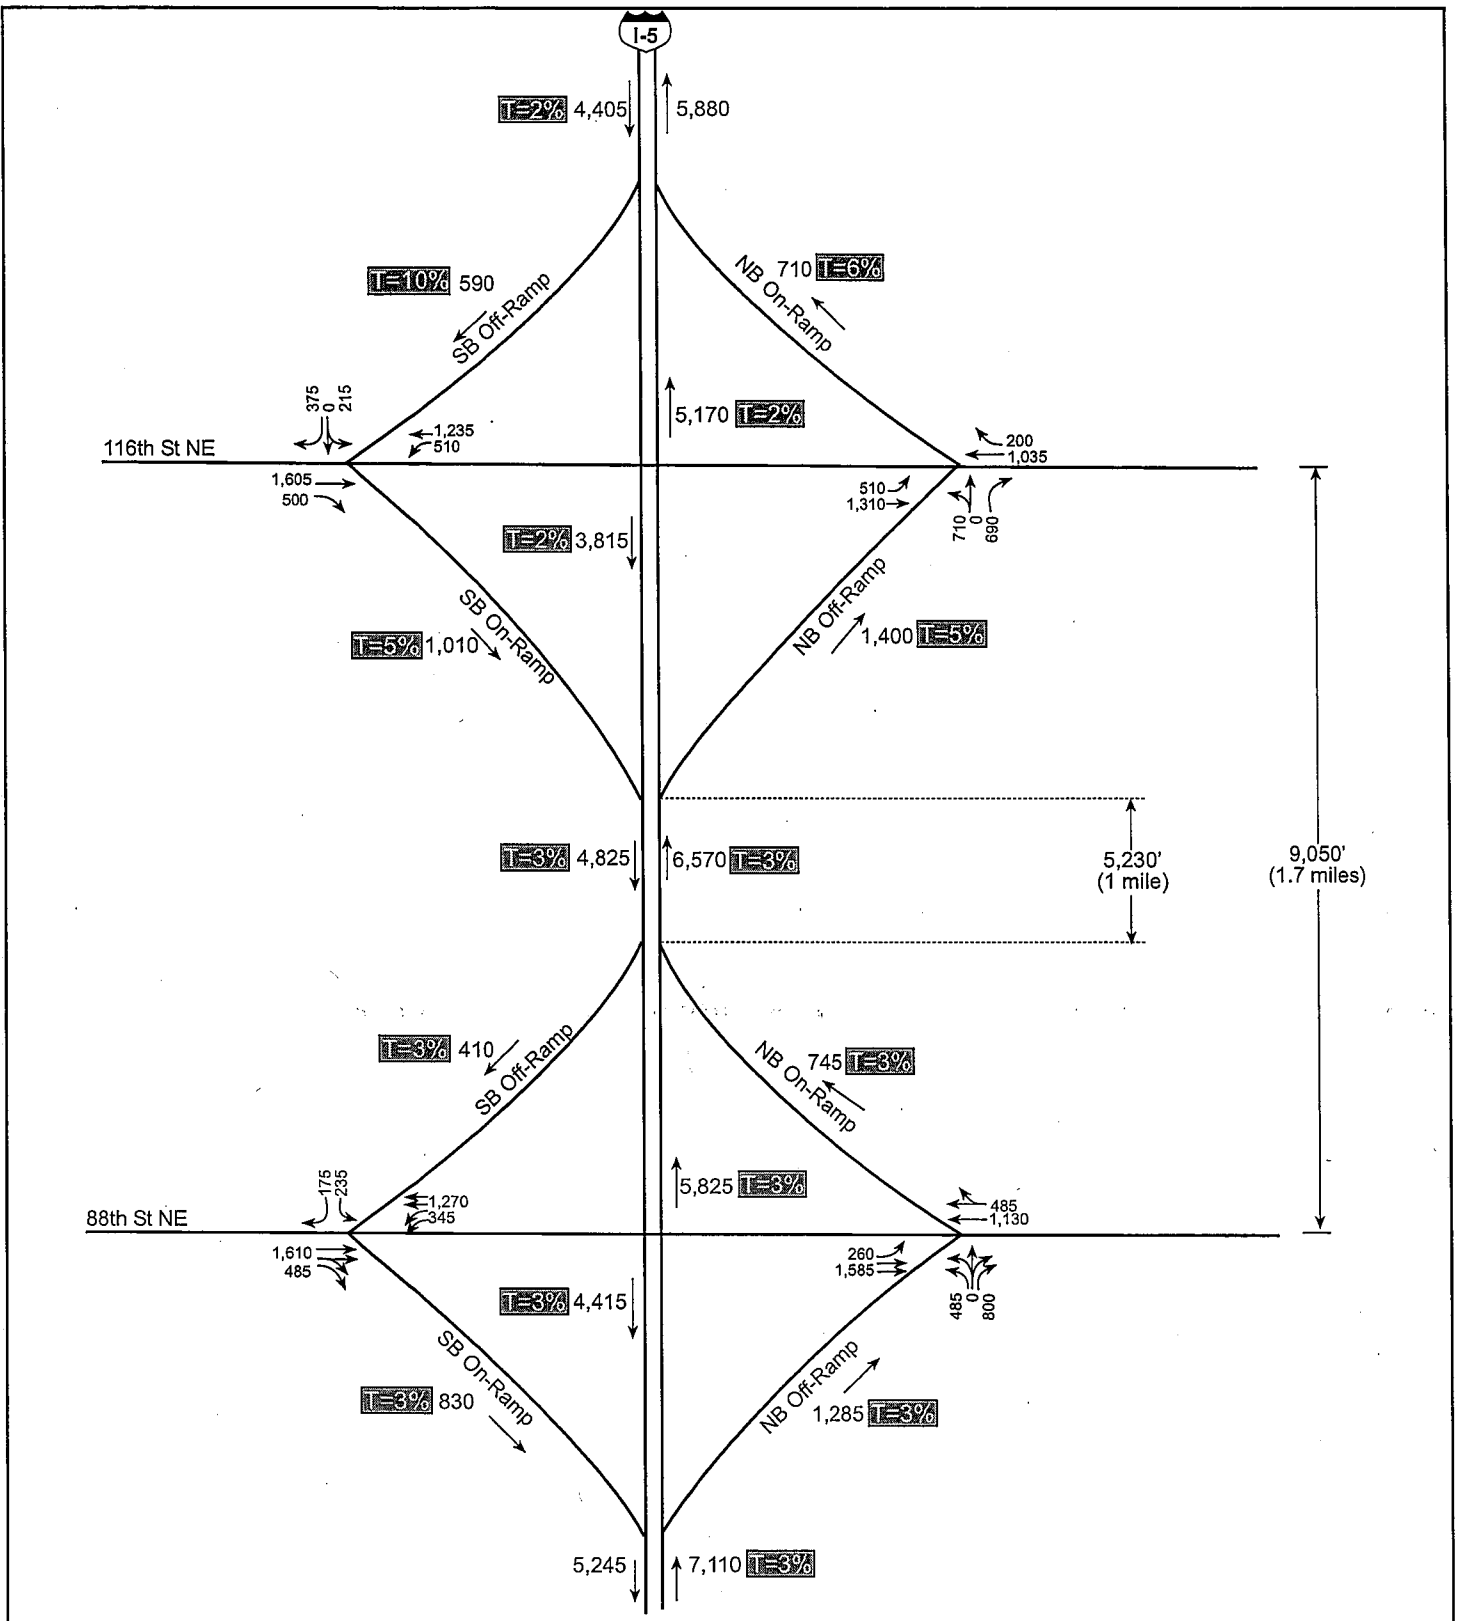 I-5
T=2% 4,405
5,880
T=10% 590
SB Off-Ramp
710 T=6%
NB On-Ramp
5,170 T=2%
375
0
215
1,235
510
116th St NE
1,605
500
200
1,035
510
1,310
710
0
690
T=2% 3,815
SB On-Ramp
T=5% 1,010
NB Off-Ramp
1,400 T=5%
T=3% 4,825
6,570 T=3%
5,230'
(1 mile)
9,050'
(1.7 miles)
T=3% 410
SB Off-Ramp
745 T=3%
NB On-Ramp
5,825 T=3%
175
235
1,270
345
88th St NE
1,610
485
485
1,130
260
1,585
485
0
800
T=3% 4,415
SB On-Ramp
T=3% 830
NB Off-Ramp
1,285 T=3%
5,245
7,110 T=3%